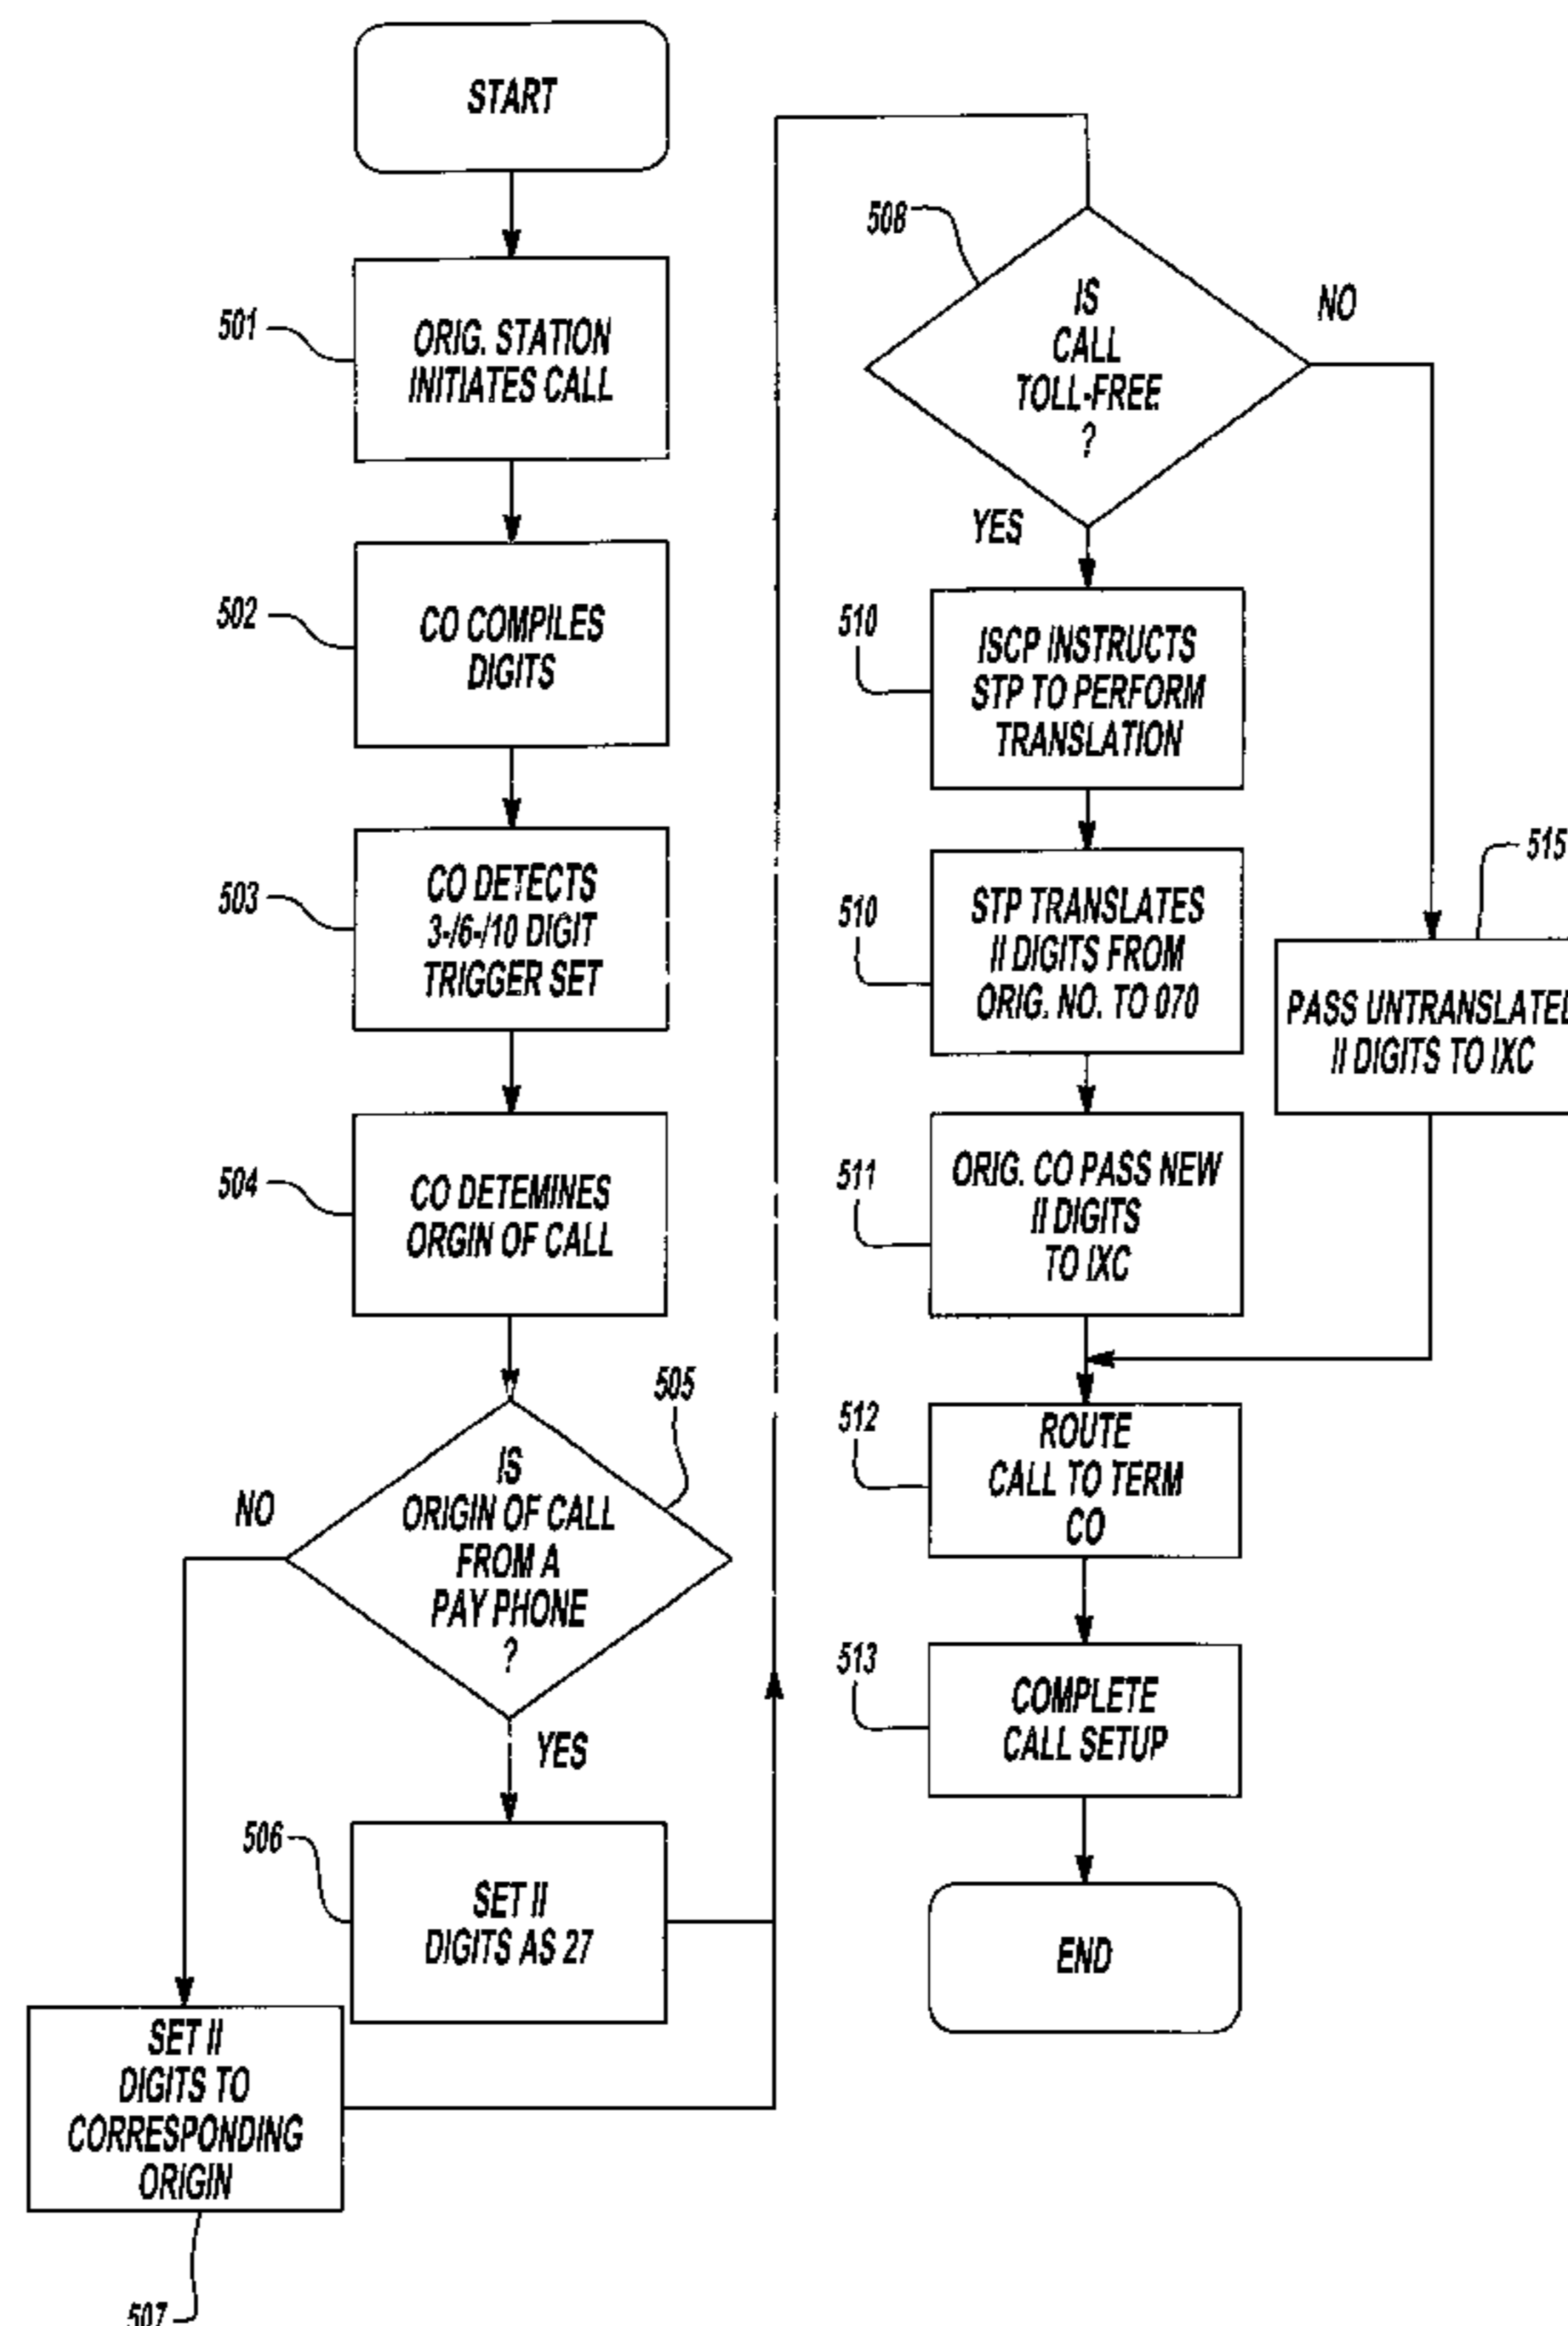 START
501
ORIG. STATION
INITIATES CALL
502
CO COMPILES
DIGITS
503
CO DETECTS
3-/6-/10 DIGIT
TRIGGER SET
504
CO DETEMINES
ORGIN OF CALL
505
IS
ORIGIN OF CALL
FROM A
PAY PHONE
?
NO
YES
506
SET II
DIGITS AS 27
SET II
DIGITS TO
CORRESPONDING
ORIGIN
507
508
IS
CALL
TOLL-FREE
?
NO
YES
510
ISCP INSTRUCTS
STP TO PERFORM
TRANSLATION
510
STP TRANSLATES
II DIGITS FROM
ORIG. NO. TO 070
515
PASS UNTRANSLATED
II DIGITS TO IXC
511
ORIG. CO PASS NEW
II DIGITS
TO IXC
512
ROUTE
CALL TO TERM
CO
513
COMPLETE
CALL SETUP
END